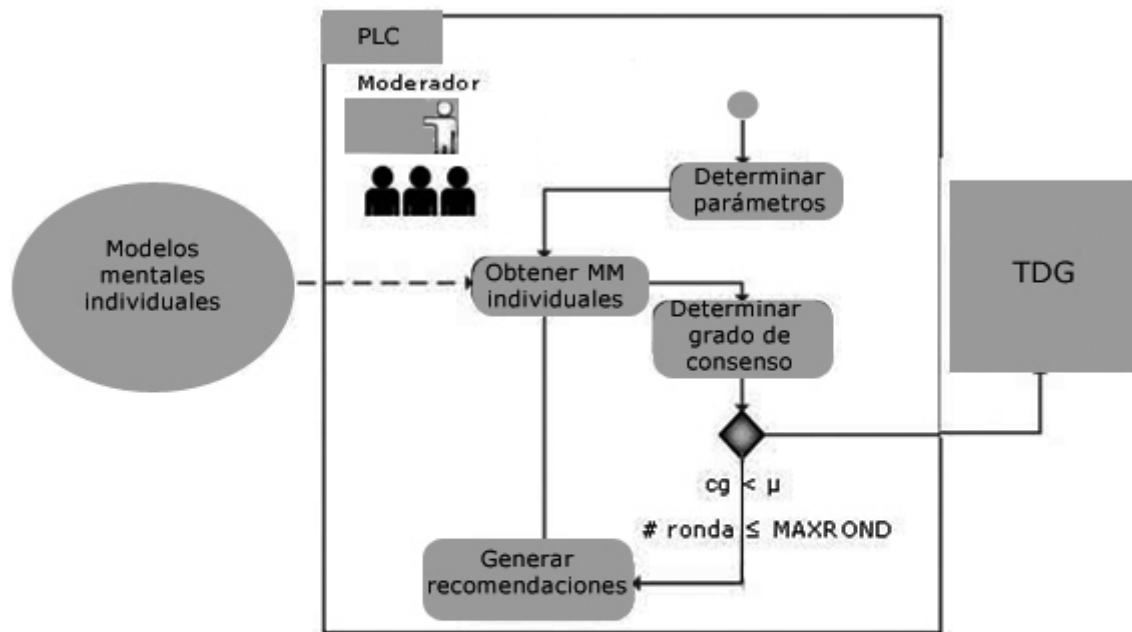 PLC
Moderador
Determinar
parámetros
Modelos
mentales
individuales
Obtener MM
individuales
TDG
Determinar
grado de
consenso
cg < µ
# ronda ≤ MAXROND
Generar
recomendaciones